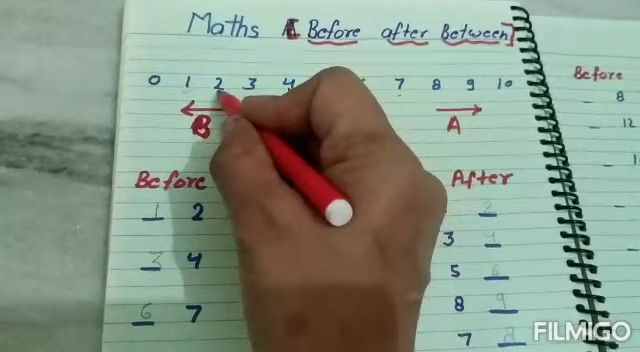 Maths [Before after Between]
0 1 2 3 4 7 8 9 10
B A
Before After
1 2 2
3 4 3
5 6
6 7 8 9
7 8
Before
_ 8
_ 12
FILMIGO